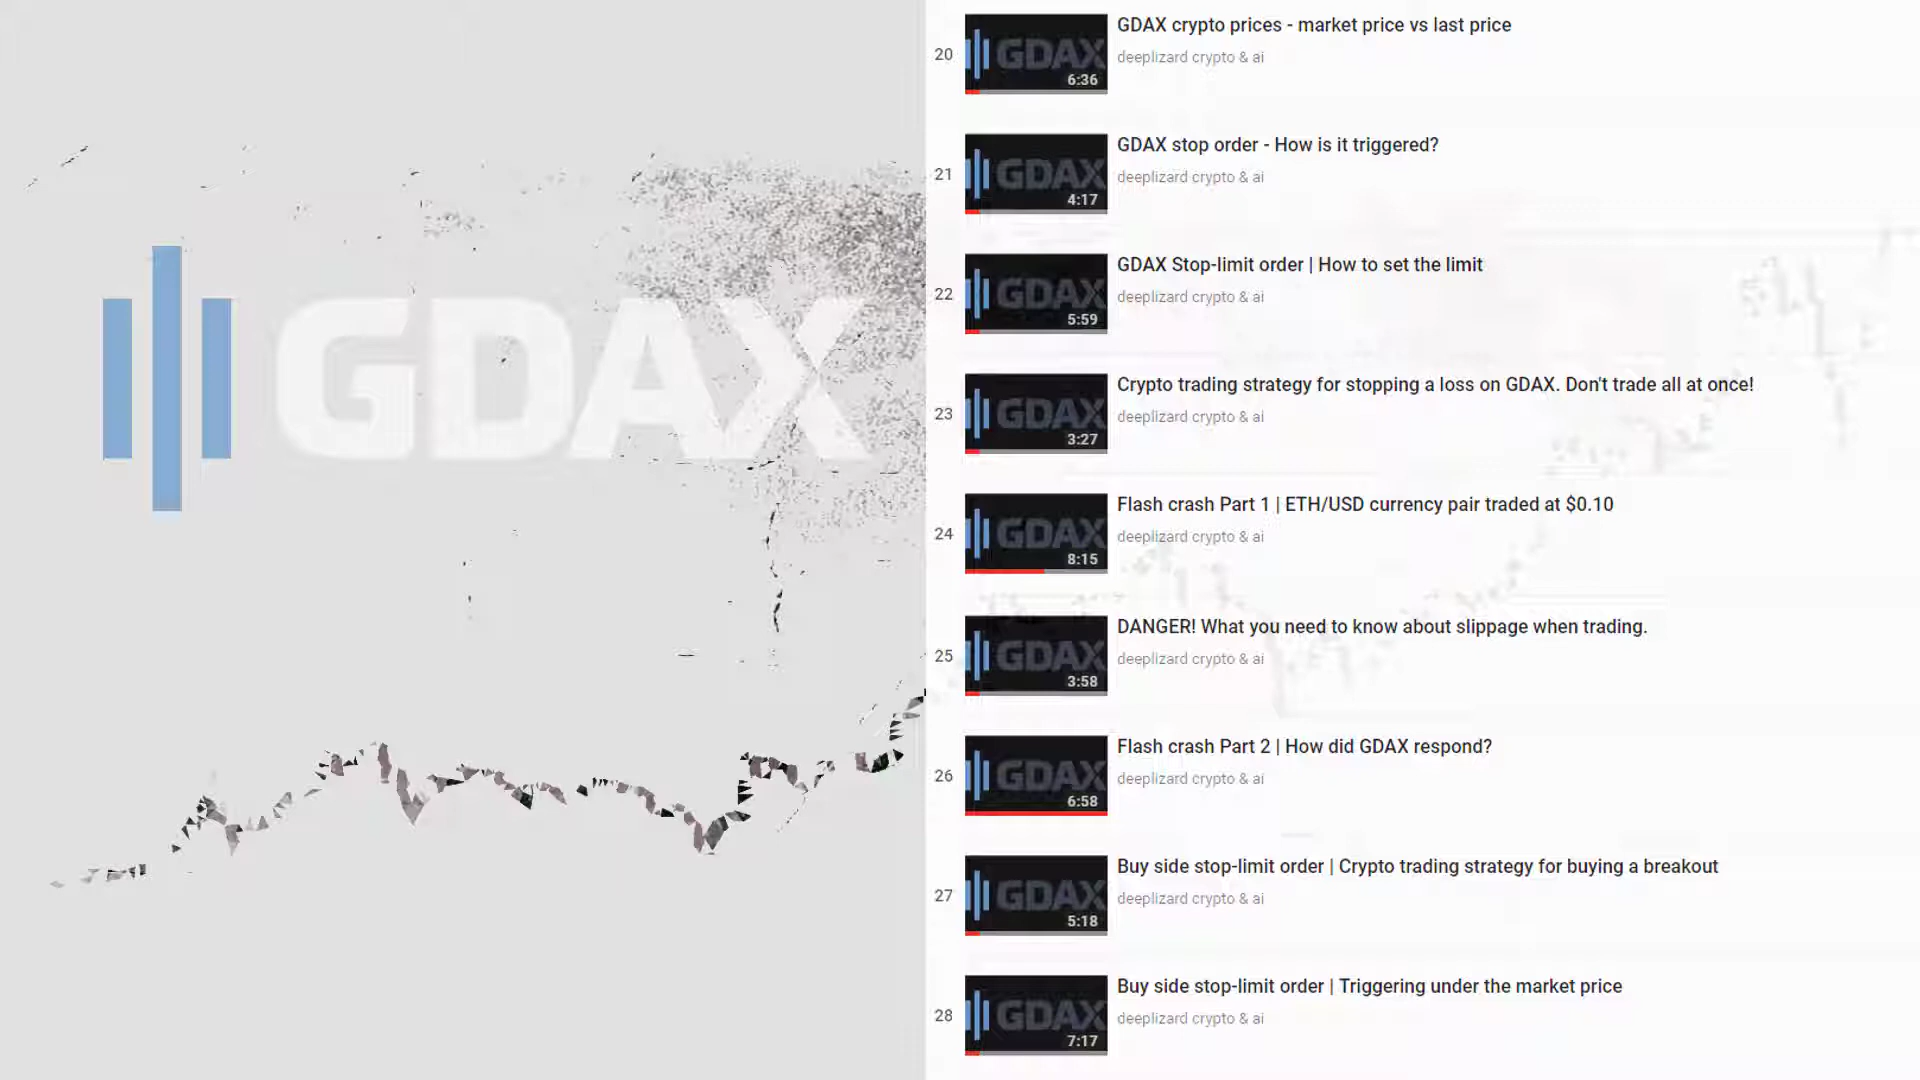 GDAX
20
GDAX
6:36
GDAX crypto prices - market price vs last price
deeplizard crypto & ai
21
GDAX
4:17
GDAX stop order - How is it triggered?
deeplizard crypto & ai
22
GDAX
5:59
GDAX Stop-limit order | How to set the limit
deeplizard crypto & ai
23
GDAX
3:27
Crypto trading strategy for stopping a loss on GDAX. Don't trade all at once!
deeplizard crypto & ai
24
GDAX
8:15
Flash crash Part 1 | ETH/USD currency pair traded at $0.10
deeplizard crypto & ai
25
GDAX
3:58
DANGER! What you need to know about slippage when trading.
deeplizard crypto & ai
26
GDAX
6:58
Flash crash Part 2 | How did GDAX respond?
deeplizard crypto & ai
27
GDAX
5:18
Buy side stop-limit order | Crypto trading strategy for buying a breakout
deeplizard crypto & ai
28
GDAX
7:17
Buy side stop-limit order | Triggering under the market price
deeplizard crypto & ai